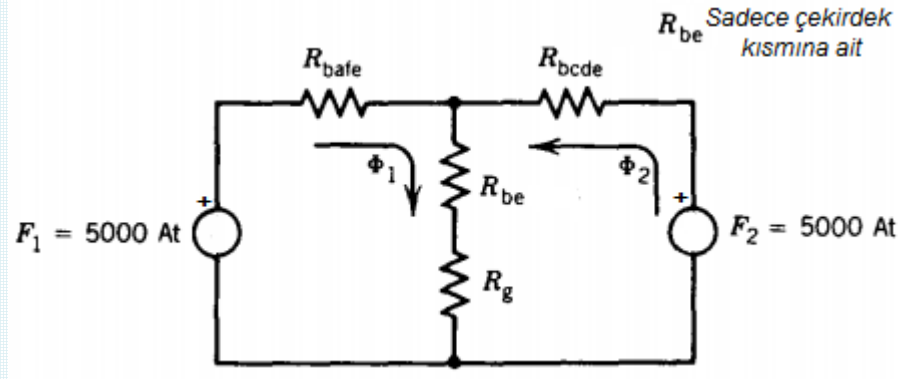 R_be Sadece çekirdek
kısmına ait
R_bafe
R_bcde
Φ_1
Φ_2
R_be
+
+
F_1 = 5000 At
F_2 = 5000 At
R_g